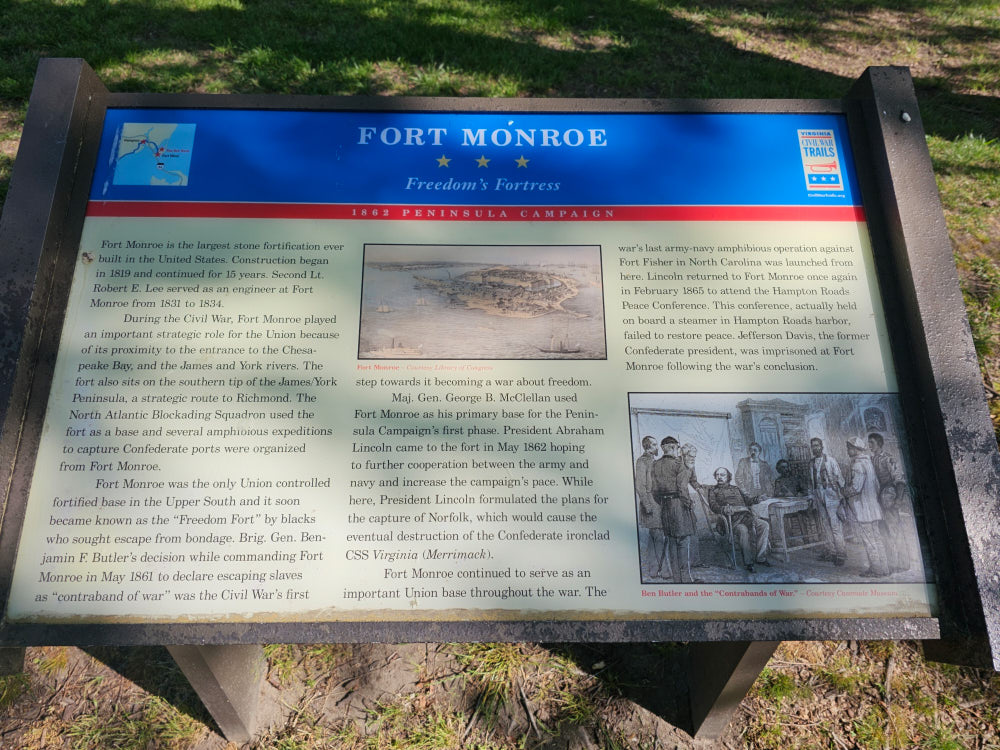 FORT MONROE
Freedom's Fortress
1862 PENINSULA CAMPAIGN
VIRGINIA
CIVIL WAR
TRAILS
CivilWarTrails.org
Fort Monroe is the largest stone fortification ever
built in the United States. Construction began
in 1819 and continued for 15 years. Second Lt.
Robert E. Lee served as an engineer at Fort
Monroe from 1831 to 1834.
During the Civil War, Fort Monroe played
an important strategic role for the Union because
of its proximity to the entrance to the Chesa-
peake Bay, and the James and York rivers. The
fort also sits on the southern tip of the James/York
Peninsula, a strategic route to Richmond. The
North Atlantic Blockading Squadron used the
fort as a base and several amphibious expeditions
to capture Confederate ports were organized
from Fort Monroe.
Fort Monroe was the only Union controlled
fortified base in the Upper South and it soon
became known as the "Freedom Fort" by blacks
who sought escape from bondage. Brig. Gen. Ben-
jamin F. Butler's decision while commanding Fort
Monroe in May 1861 to declare escaping slaves
as "contraband of war" was the Civil War's first
Fort Monroe – Courtesy Library of Congress
step towards it becoming a war about freedom.
Maj. Gen. George B. McClellan used
Fort Monroe as his primary base for the Penin-
sula Campaign's first phase. President Abraham
Lincoln came to the fort in May 1862 hoping
to further cooperation between the army and
navy and increase the campaign's pace. While
here, President Lincoln formulated the plans for
the capture of Norfolk, which would cause the
eventual destruction of the Confederate ironclad
CSS Virginia (Merrimack).
Fort Monroe continued to serve as an
important Union base throughout the war. The
war's last army-navy amphibious operation against
Fort Fisher in North Carolina was launched from
here. Lincoln returned to Fort Monroe once again
in February 1865 to attend the Hampton Roads
Peace Conference. This conference, actually held
on board a steamer in Hampton Roads harbor,
failed to restore peace. Jefferson Davis, the former
Confederate president, was imprisoned at Fort
Monroe following the war's conclusion.
Ben Butler and the "Contrabands of War." – Courtesy Casemate Museum